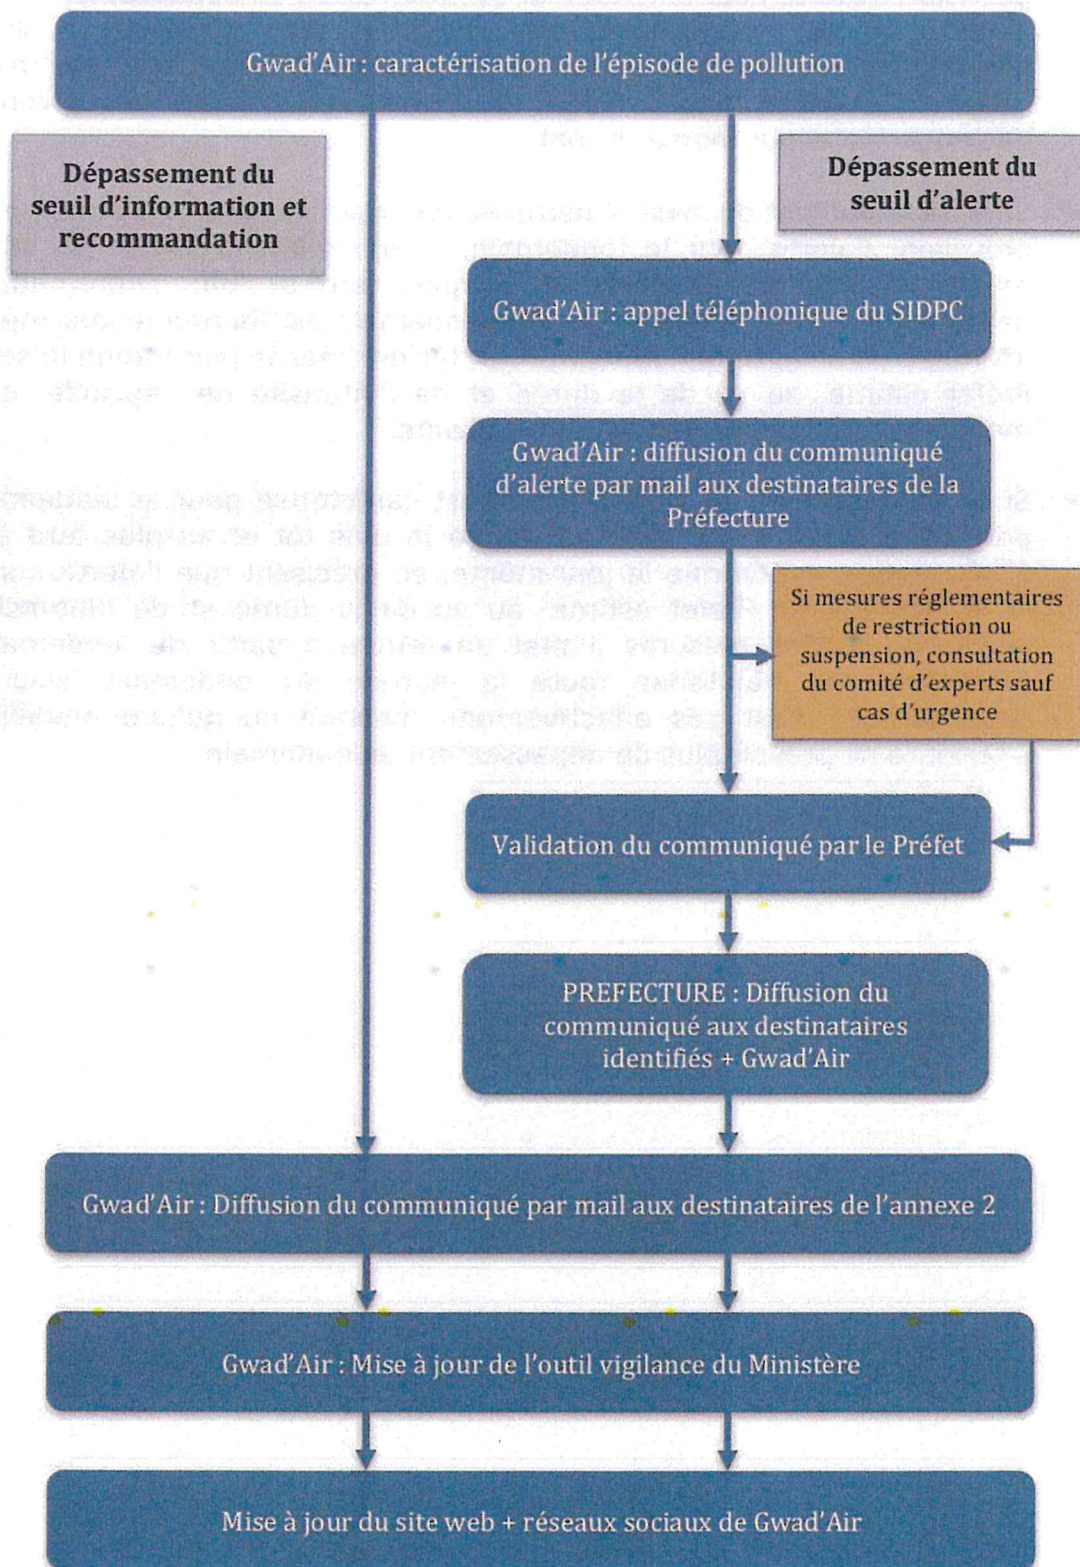 Gwad'Air : caractérisation de l'épisode de pollution
Dépassement du
seuil d'information et
recommandation
Dépassement du
seuil d'alerte
Gwad'Air : appel téléphonique du SIDPC
Gwad'Air : diffusion du communiqué
d'alerte par mail aux destinataires de la
Préfecture
Si mesures réglementaires
de restriction ou
suspension, consultation
du comité d'experts sauf
cas d'urgence
Validation du communiqué par le Préfet
PREFECTURE : Diffusion du
communiqué aux destinataires
identifiés + Gwad'Air
Gwad'Air : Diffusion du communiqué par mail aux destinataires de l'annexe 2
Gwad'Air : Mise à jour de l'outil vigilance du Ministère
Mise à jour du site web + réseaux sociaux de Gwad'Air